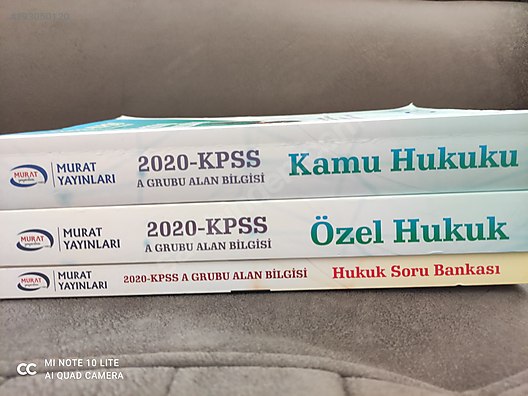 MURAT
MURAT
YAYINLARI
2020-KPSS
A GRUBU ALAN BİLGİSİ
Kamu Hukuku
MURAT
MURAT
YAYINLARI
2020-KPSS
A GRUBU ALAN BİLGİSİ
Özel Hukuk
MURAT
MURAT
YAYINLARI
2020-KPSS A GRUBU ALAN BİLGİSİ
Hukuk Soru Bankası
MI NOTE 10 LITE
AI QUAD CAMERA